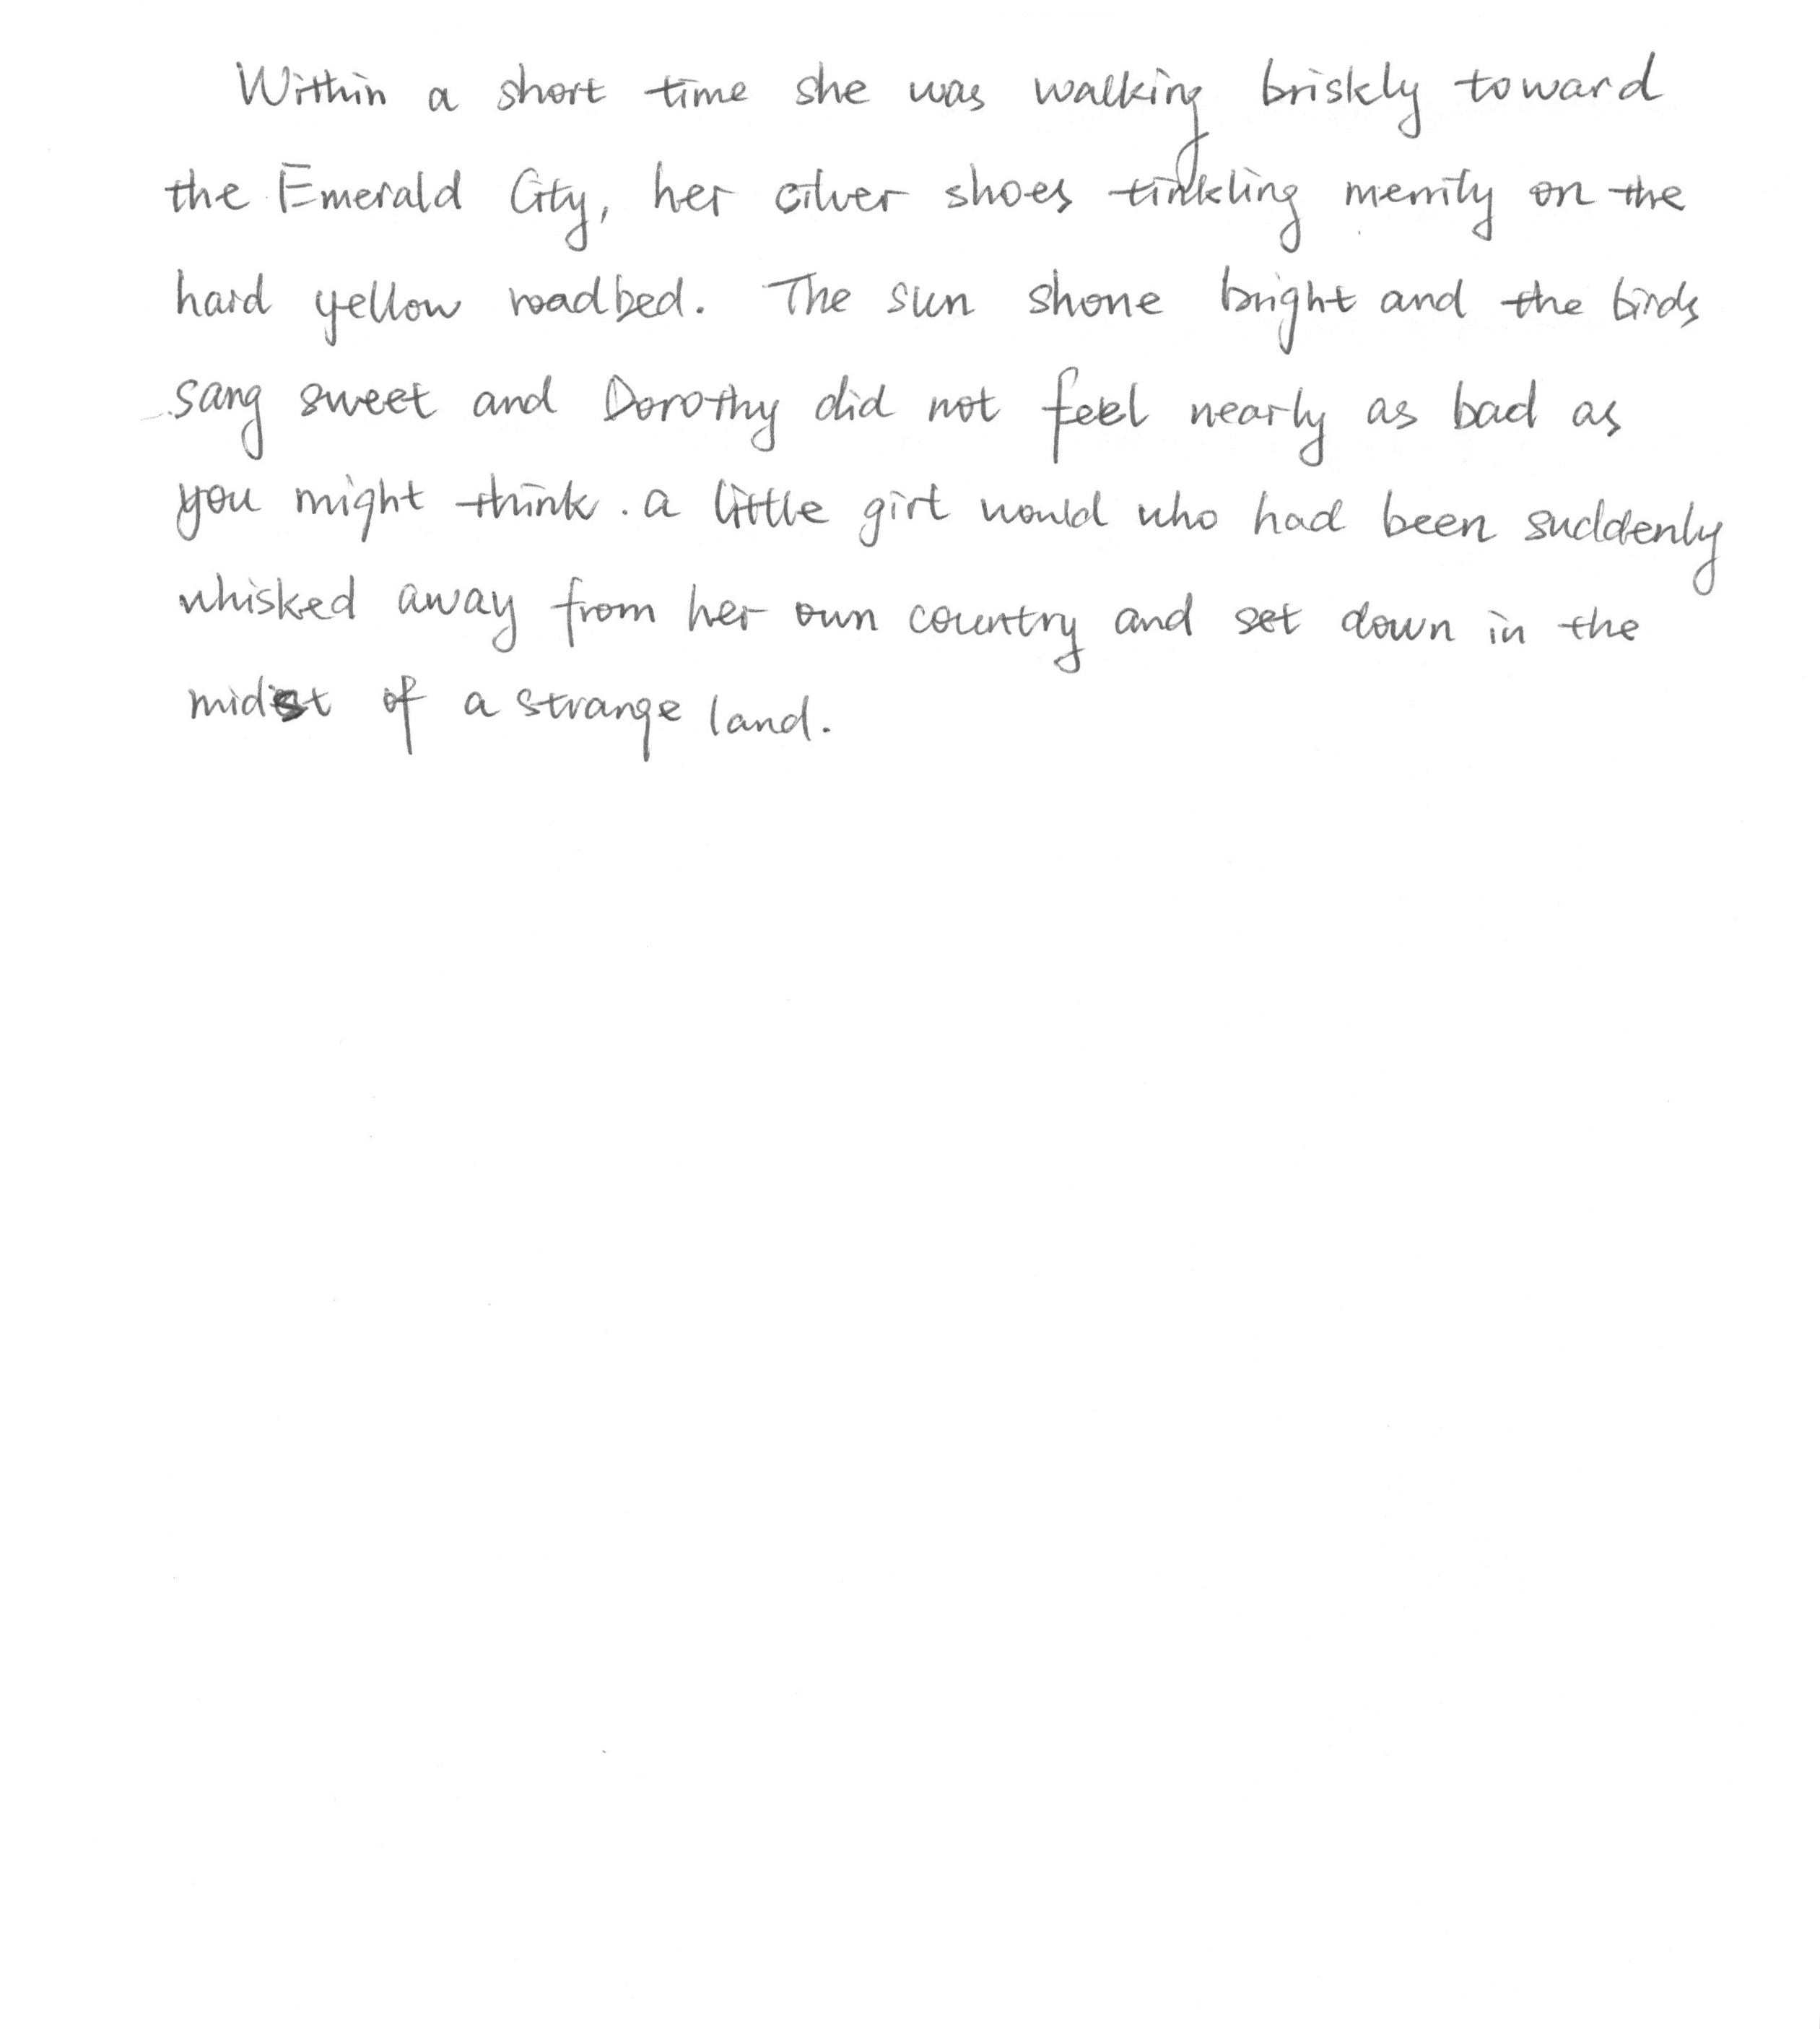 Within a short time she was walking briskly toward
the Emerald City, her cilver shoes tinkling merrily on the
hard yellow roadbed. The sun shone bright and the birds
sang sweet and Dorothy did not feel nearly as bad as
you might think. a little girl would who had been suddenly
whisked away from her own country and set down in the
midst of a strange land.